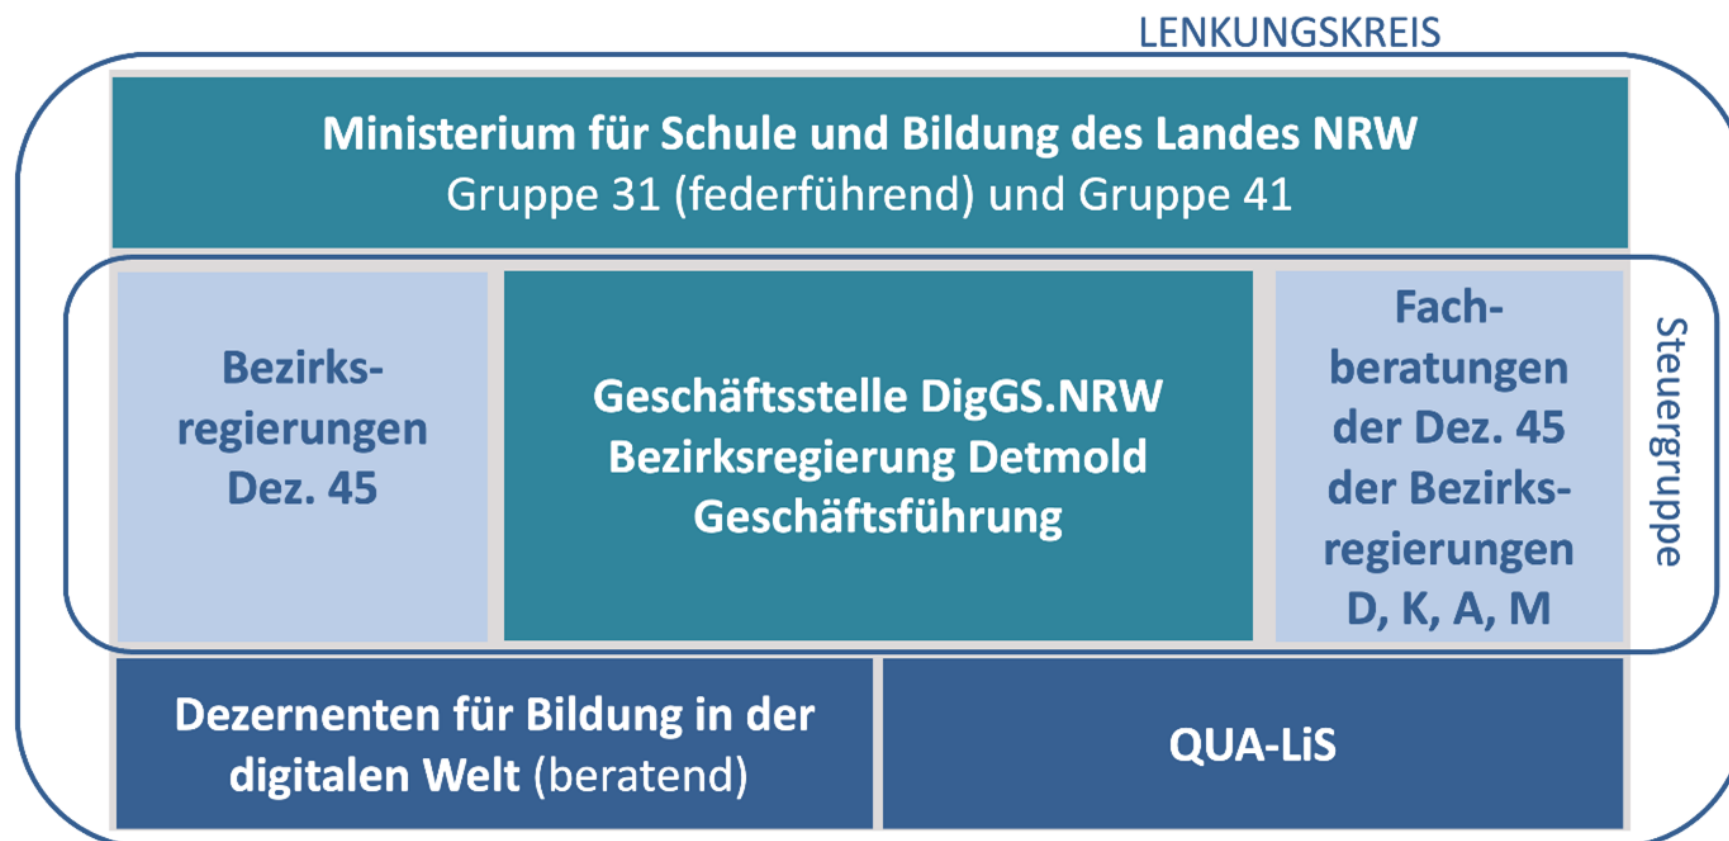 LENKUNGSKREIS
Ministerium für Schule und Bildung des Landes NRW
Gruppe 31 (federführend) und Gruppe 41
Bezirks-
regierungen
Dez. 45
Geschäftsstelle DigGS.NRW
Bezirksregierung Detmold
Geschäftsführung
Fach-
beratungen
der Dez. 45
der Bezirks-
regierungen
D, K, A, M
Steuergruppe
Dezernenten für Bildung in der
digitalen Welt (beratend)
QUA-LiS